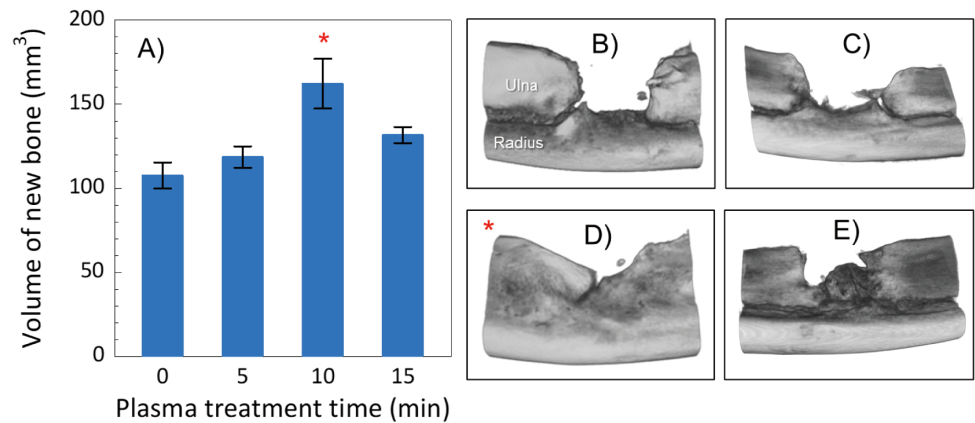 A)
*
Volume of new bone (mm³)
200
150
100
50
0
0 5 10 15
Plasma treatment time (min)
B)
Ulna
Radius
C)
*
D)
E)